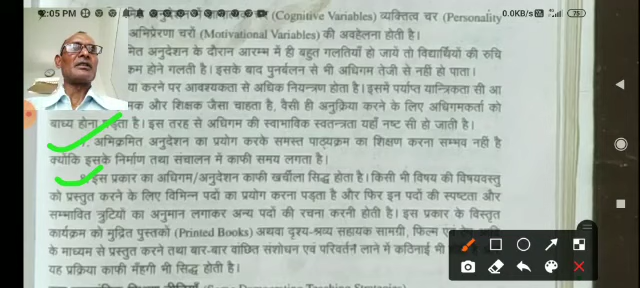 2:05 PM
0.0KB/s
75
(Cognitive Variables) व्यक्तित्व चर (Personality
अभिप्रेरणा चरों (Motivational Variables) की अवहेलना होती है।
मित अनुदेशन के दौरान आरम्भ में ही बहुत गलतियाँ हो जाये तो विद्यार्थियों की रुचि
क्रम होने लगती है। इसके बाद पुनर्बलन से भी अधिगम तेजी से नहीं हो पाता।
या करने पर आवश्यकता से अधिक नियन्त्रण होता है। इसमें पर्याप्त यान्त्रिकता सी आ
मक और शिक्षक जैसा चाहता है, वैसी ही अनुक्रिया करने के लिए अधिगमकर्ता को
बाध्य होना पड़ता है। इस तरह से अधिगम की स्वाभाविक स्वतन्त्रता यहाँ नष्ट सी हो जाती है।
अभिक्रमित अनुदेशन का प्रयोग करके समस्त पाठ्यक्रम का शिक्षण करना सम्भव नही है
क्योंकि इसके निर्माण तथा संचालन में काफी समय लगता है।
इस प्रकार का अधिगम/अनुदेशन काफी खर्चीला सिद्ध होता है। किसी भी विषय की विषयवस्तु
को प्रस्तुत करने के लिए विभिन्न पदों का प्रयोग करना पड़ता है और फिर इन पदों की स्पष्टता और
सम्भावित त्रुटियों का अनुमान लगाकर अन्य पदों की रचना करनी होती है। इस प्रकार के विस्तृत
कार्यक्रम को मुद्रित पुस्तकों (Printed Books) अथवा दृश्य-श्रव्य सहायक सामग्री, फिल्म
के माध्यम से प्रस्तुत करने तथा बार-बार वांछित संशोधन एवं परिवर्तन लाने में कठिनाई भी
यह प्रक्रिया काफी मँहगी भी सिद्ध होती है।